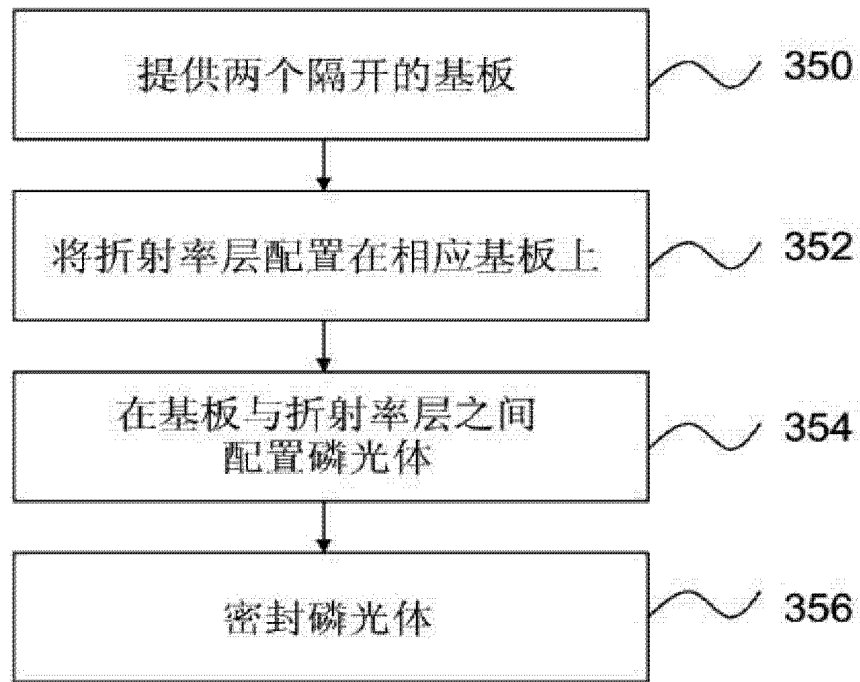 提供两个隔开的基板
350
将折射率层配置在相应基板上
352
在基板与折射率层之间
配置磷光体
354
密封磷光体
356